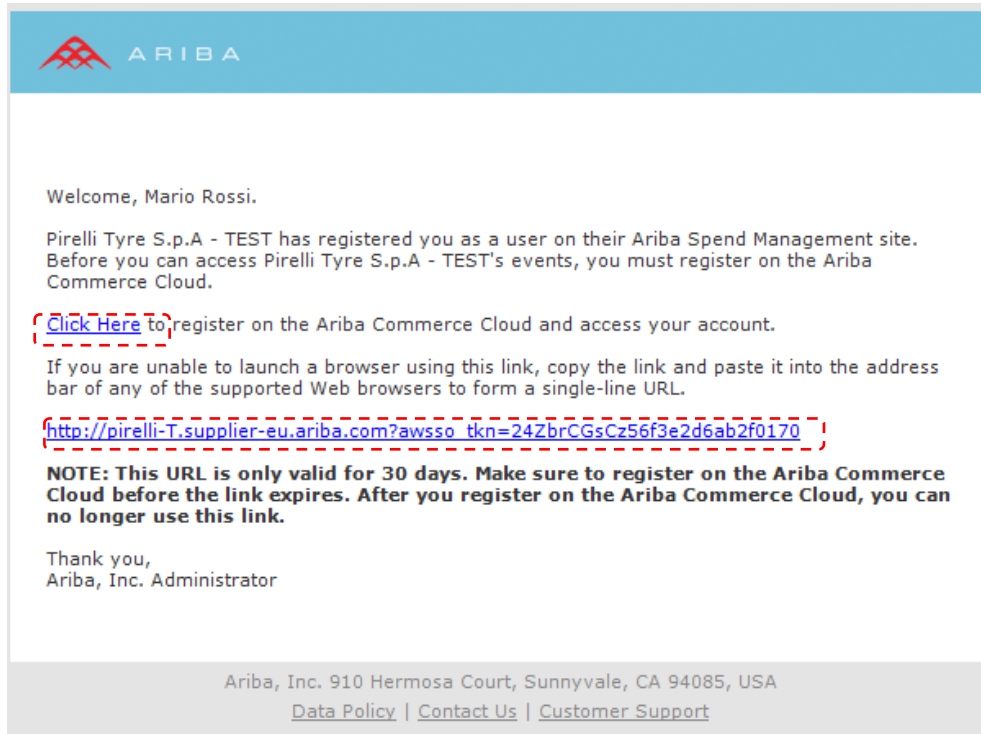 ARIBA
Welcome, Mario Rossi.
Pirelli Tyre S.p.A - TEST has registered you as a user on their Ariba Spend Management site.
Before you can access Pirelli Tyre S.p.A - TEST's events, you must register on the Ariba
Commerce Cloud.
Click Here to register on the Ariba Commerce Cloud and access your account.
If you are unable to launch a browser using this link, copy the link and paste it into the address
bar of any of the supported Web browsers to form a single-line URL.
http://pirelli-T.supplier-eu.ariba.com?awsso_tkn=24ZbrCGsCz56f3e2d6ab2f0170
NOTE: This URL is only valid for 30 days. Make sure to register on the Ariba Commerce
Cloud before the link expires. After you register on the Ariba Commerce Cloud, you can
no longer use this link.
Thank you,
Ariba, Inc. Administrator
Ariba, Inc. 910 Hermosa Court, Sunnyvale, CA 94085, USA
Data Policy | Contact Us | Customer Support